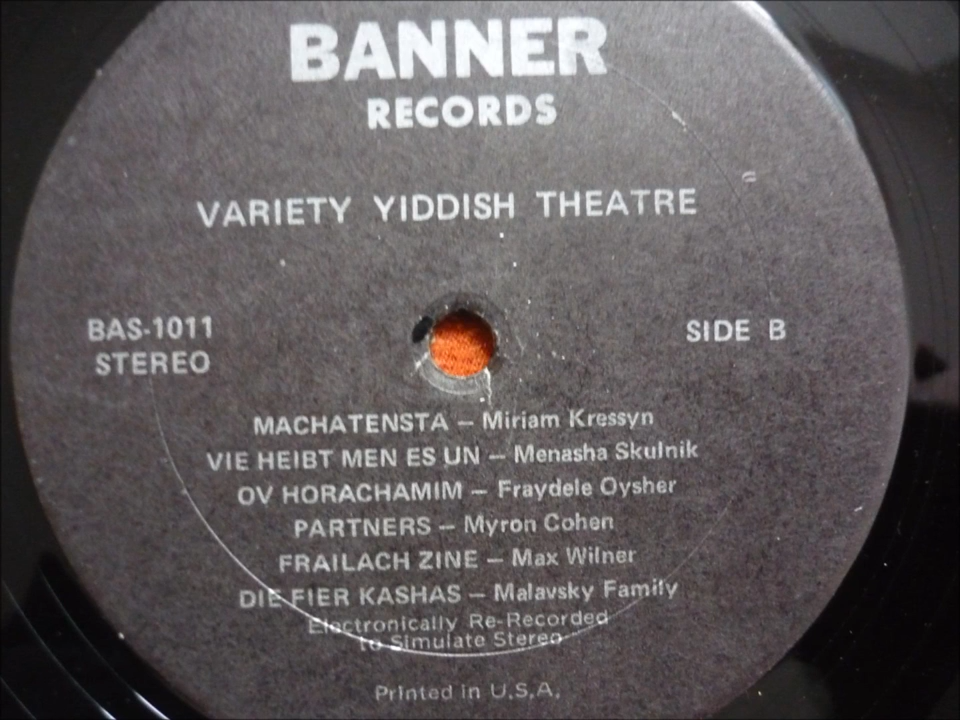 BANNER
RECORDS
VARIETY YIDDISH THEATRE
BAS-1011
STEREO
SIDE B
MACHATENSTA – Miriam Kressyn
VIE HEIBT MEN ES UN – Menasha Skulnik
OV HORACHAMIM – Fraydele Oysher
PARTNERS – Myron Cohen
FRAILACH ZINE – Max Wilner
DIE FIER KASHAS – Malavsky Family
Electronically Re-Recorded
to Simulate Stereo
Printed in U.S.A.